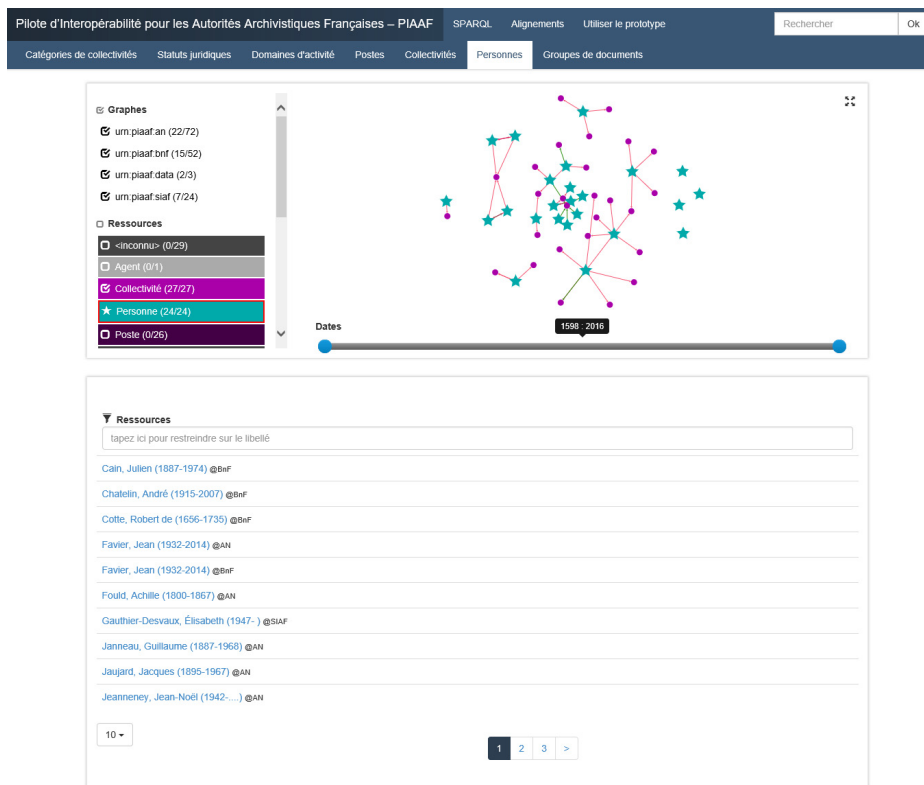 Pilote d'Interopérabilité pour les Autorités Archivistiques Françaises – PIAAF SPARQL Alignements Utiliser le prototype Rechercher Ok
Catégories de collectivités Statuts juridiques Domaines d'activité Postes Collectivités Personnes Groupes de documents
Graphes
urn:piaaf:an (22/72)
urn:piaaf:bnf (15/52)
urn:piaaf:data (2/3)
urn:piaaf:siaf (7/24)
Ressources
<inconnu> (0/29)
Agent (0/1)
Collectivité (27/27)
Personne (24/24)
Poste (0/26)
Dates
1598 : 2016
Ressources
tapez ici pour restreindre sur le libellé
Cain, Julien (1887-1974) @BnF
Chatelin, André (1915-2007) @BnF
Cotte, Robert de (1656-1735) @BnF
Favier, Jean (1932-2014) @AN
Favier, Jean (1932-2014) @BnF
Fould, Achille (1800-1867) @AN
Gauthier-Desvaux, Élisabeth (1947- ) @SIAF
Janneau, Guillaume (1887-1968) @AN
Jaujard, Jacques (1895-1967) @AN
Jeanneney, Jean-Noël (1942-....) @AN
10
1 2 3 >